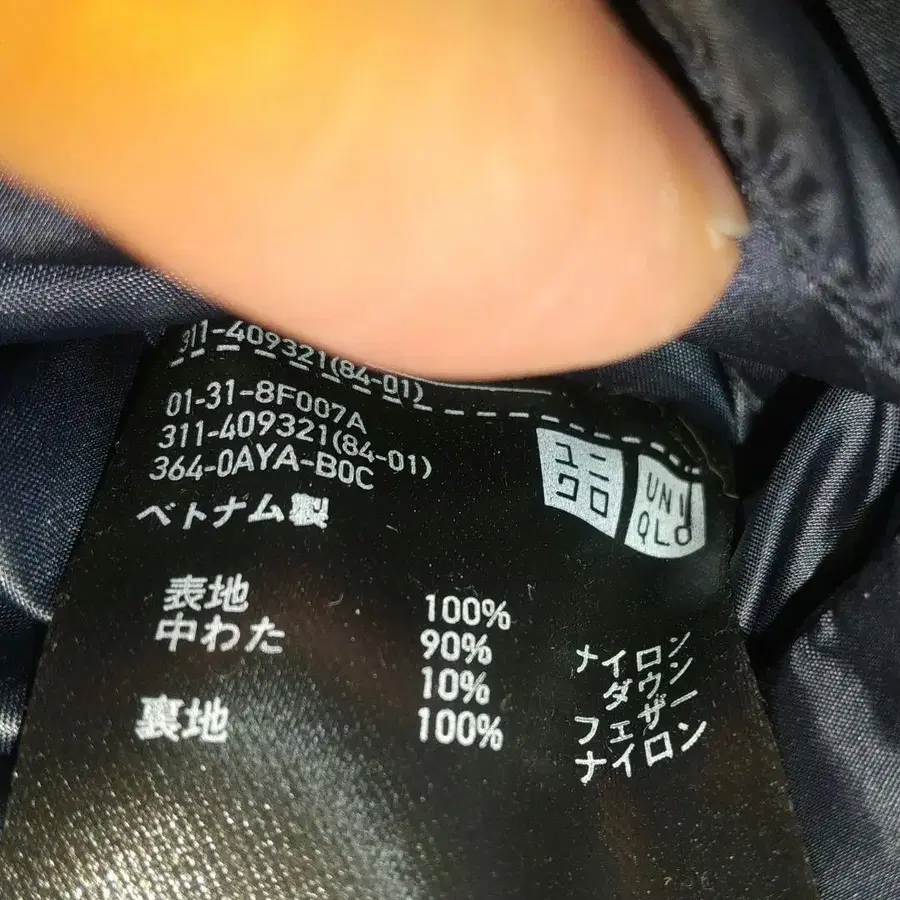 311-409321(84-01)
01-31-8F007A
311-409321(84-01)
364-0AYA-B0C
ベトナム製
ユニ
クロ
UNI
QLO
表地 100% ナイロン
中わた 90% ダウン
10% フェザー
裏地 100% ナイロン